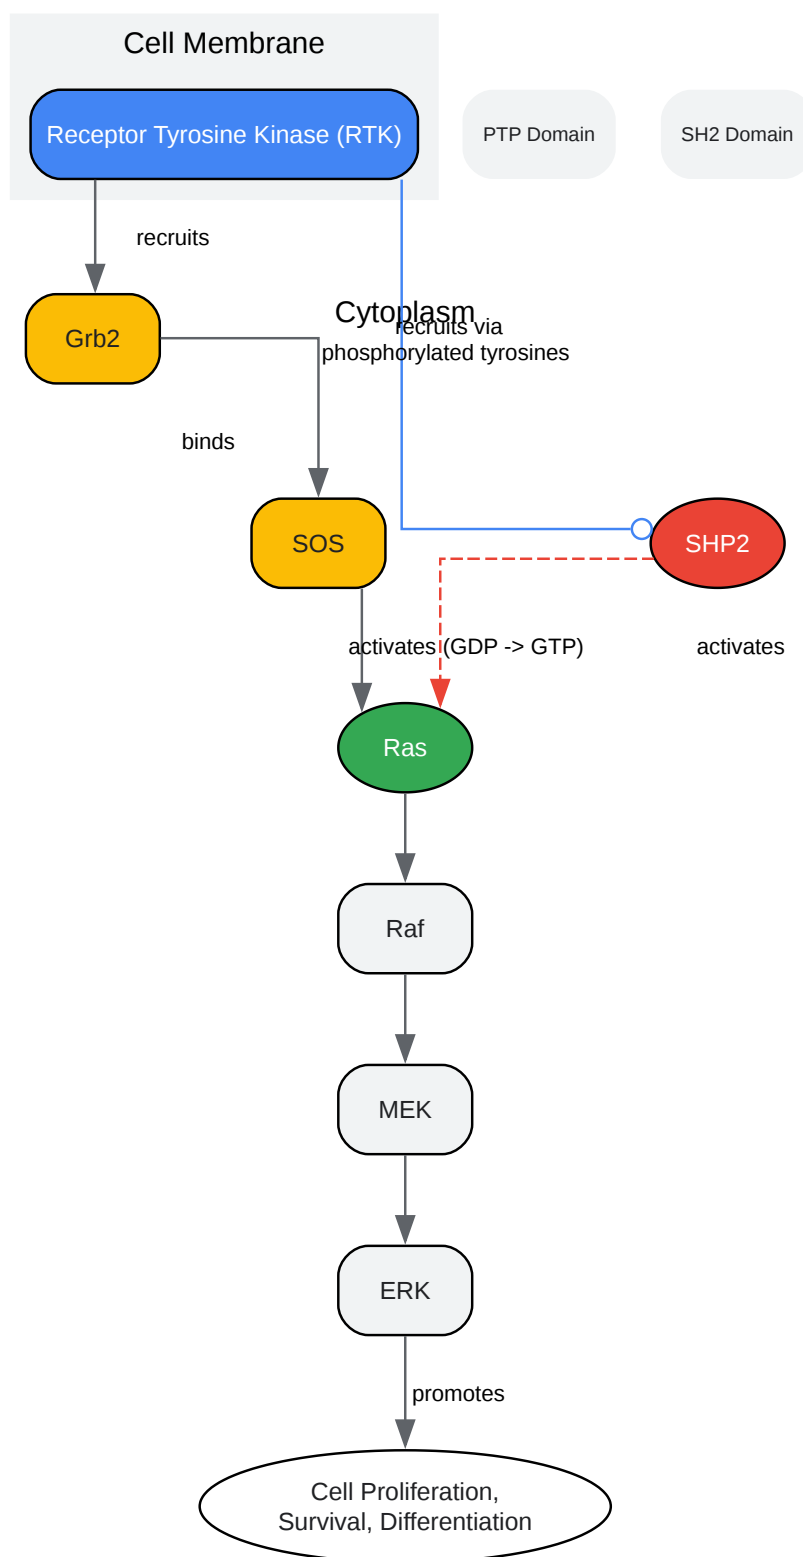 Cell Membrane
Receptor Tyrosine Kinase (RTK)
PTP Domain
SH2 Domain
recruits
Cytoplasm
recruits via
phosphorylated tyrosines
Grb2
binds
SOS
SHP2
activates (GDP -> GTP)
activates
Ras
Raf
MEK
ERK
promotes
Cell Proliferation,
Survival, Differentiation